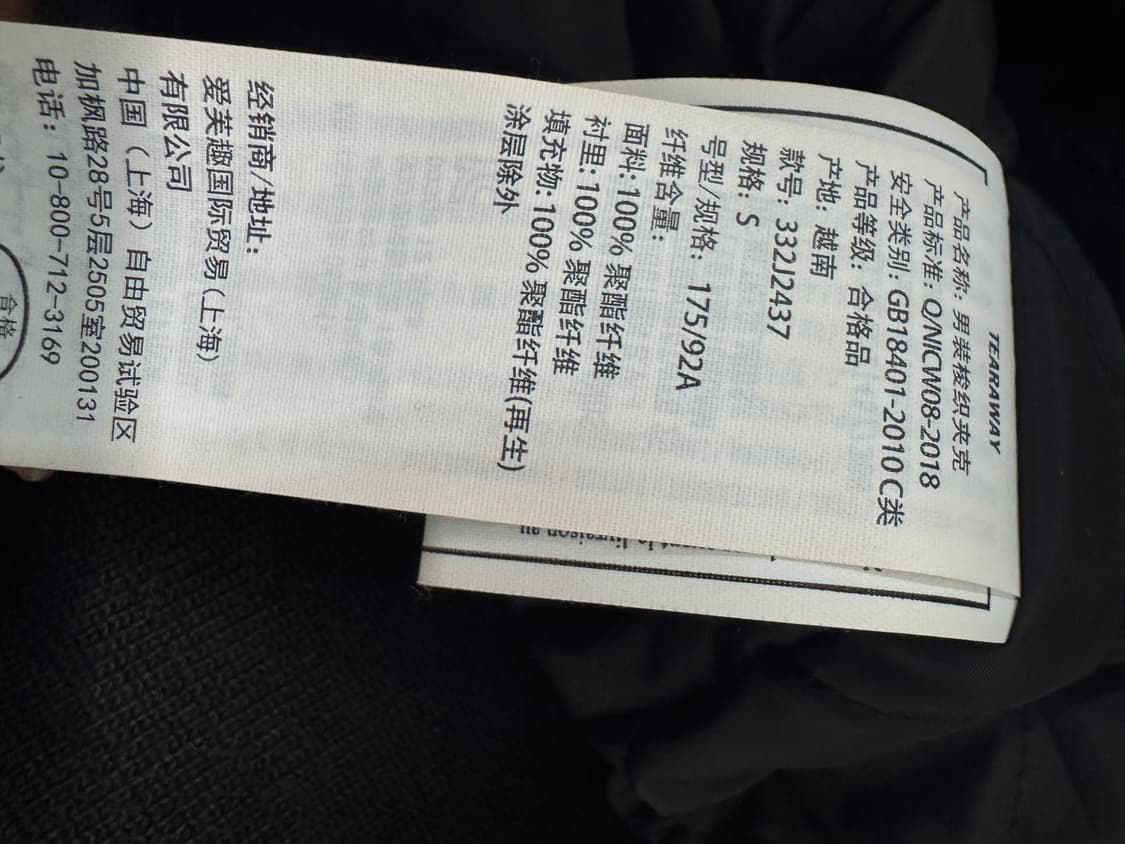 TEARAWAY
产品名称: 男装梭织夹克
产品标准: Q/NICW08-2018
安全类别: GB18401-2010 C类
产品等级: 合格品
产地: 越南
款号: 332J2437
规格: S
号型/规格: 175/92A
纤维含量:
面料: 100% 聚酯纤维
衬里: 100% 聚酯纤维
填充物: 100% 聚酯纤维(再生)
涂层除外
经销商/地址:
爱芙趣国际贸易(上海)
有限公司
中国（上海）自由贸易试验区
加枫路28号5层2505室200131
电话: 10-800-712-3169
合格
livraison au